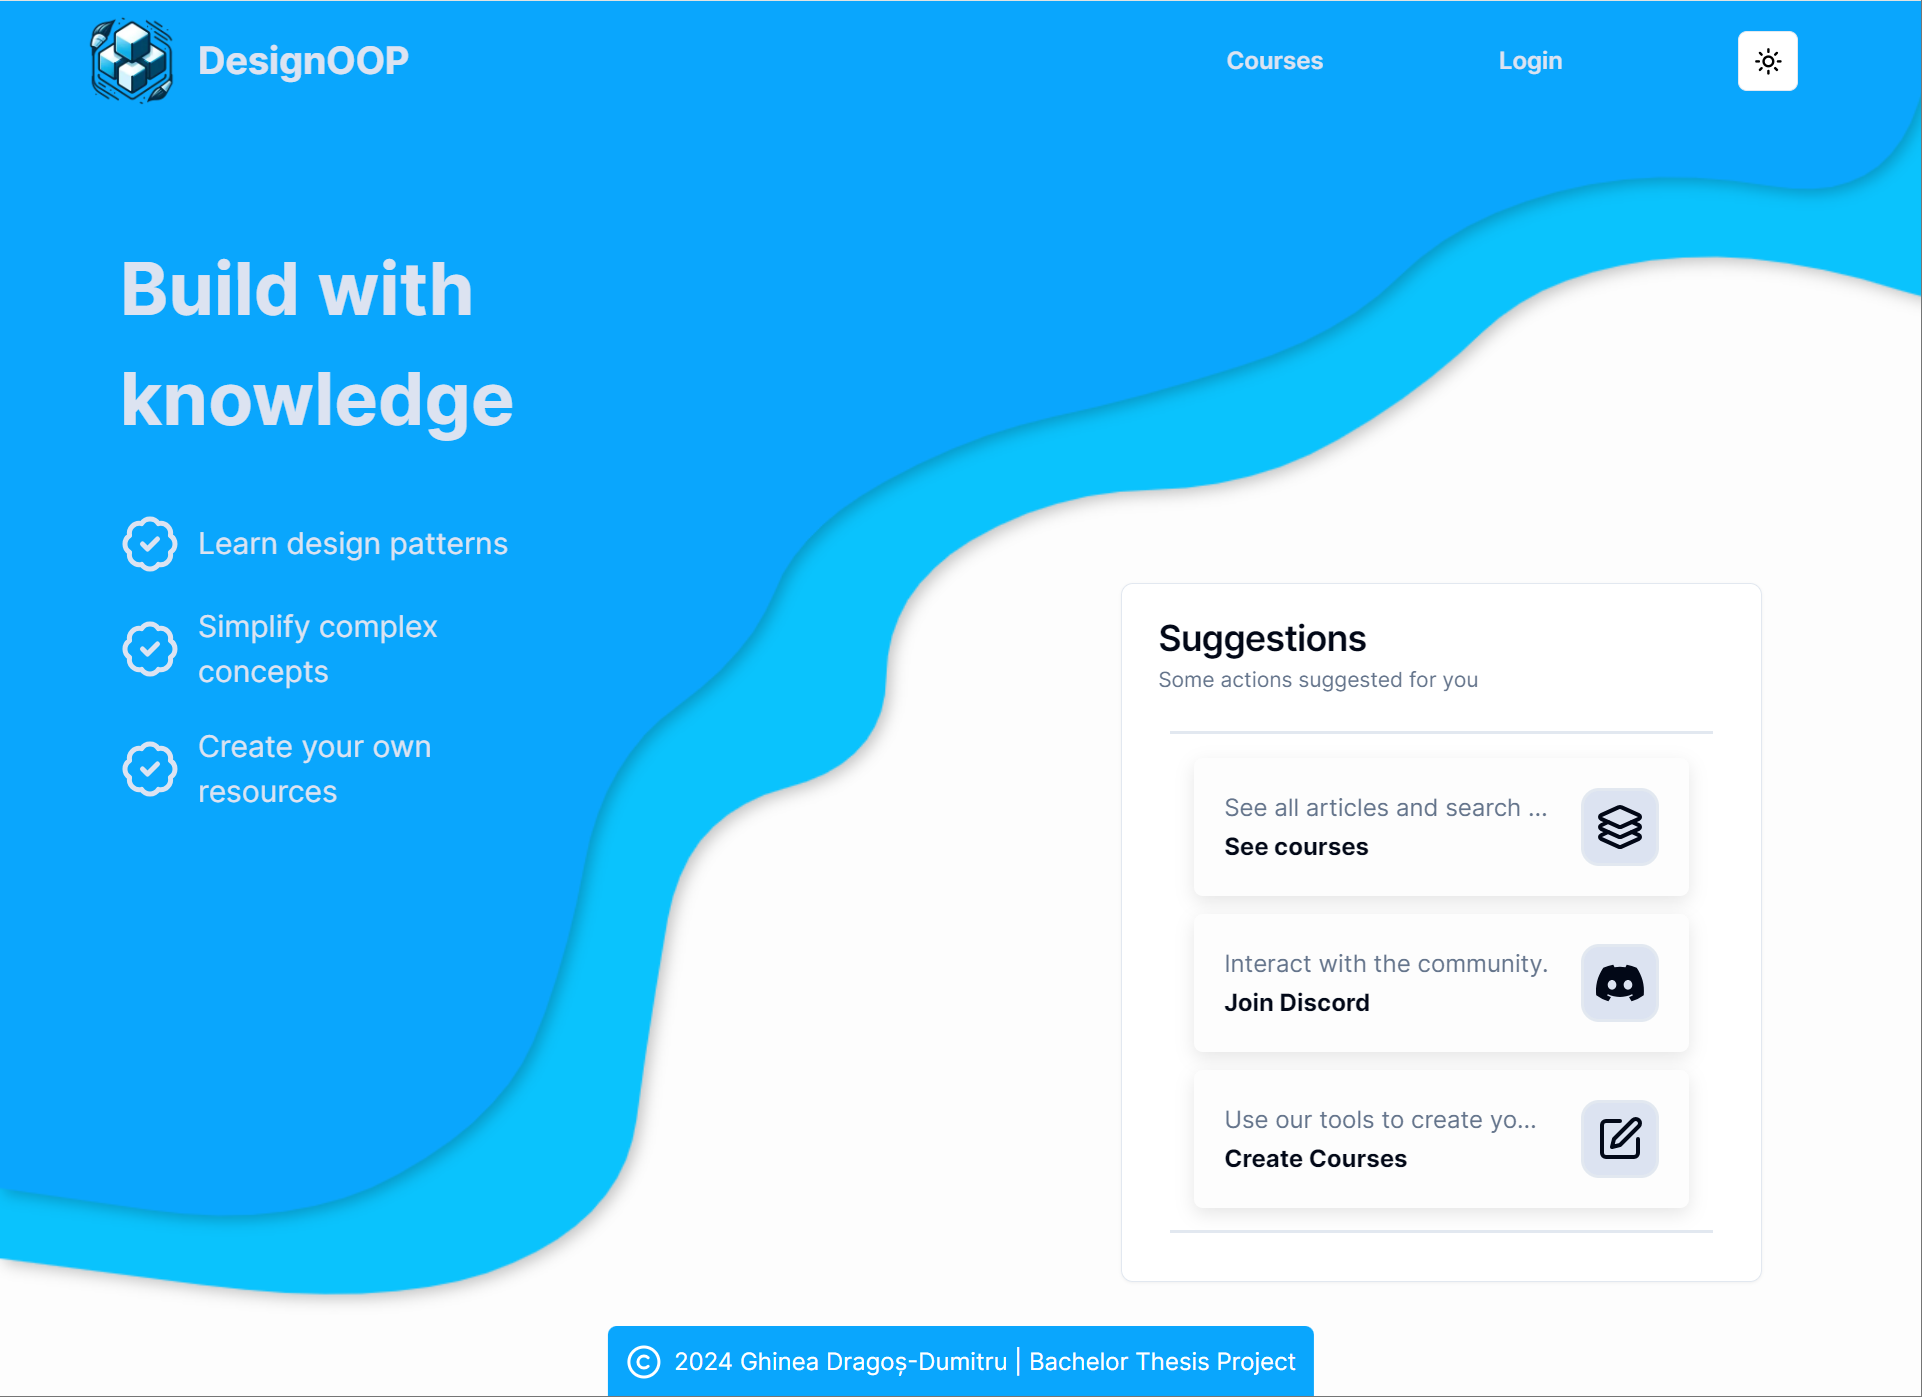 DesignOOP
Courses
Login
Build with
knowledge
Learn design patterns
Simplify complex
concepts
Create your own
resources
Suggestions
Some actions suggested for you
See all articles and search ...
See courses
Interact with the community.
Join Discord
Use our tools to create yo...
Create Courses
© 2024 Ghinea Dragoș-Dumitru | Bachelor Thesis Project